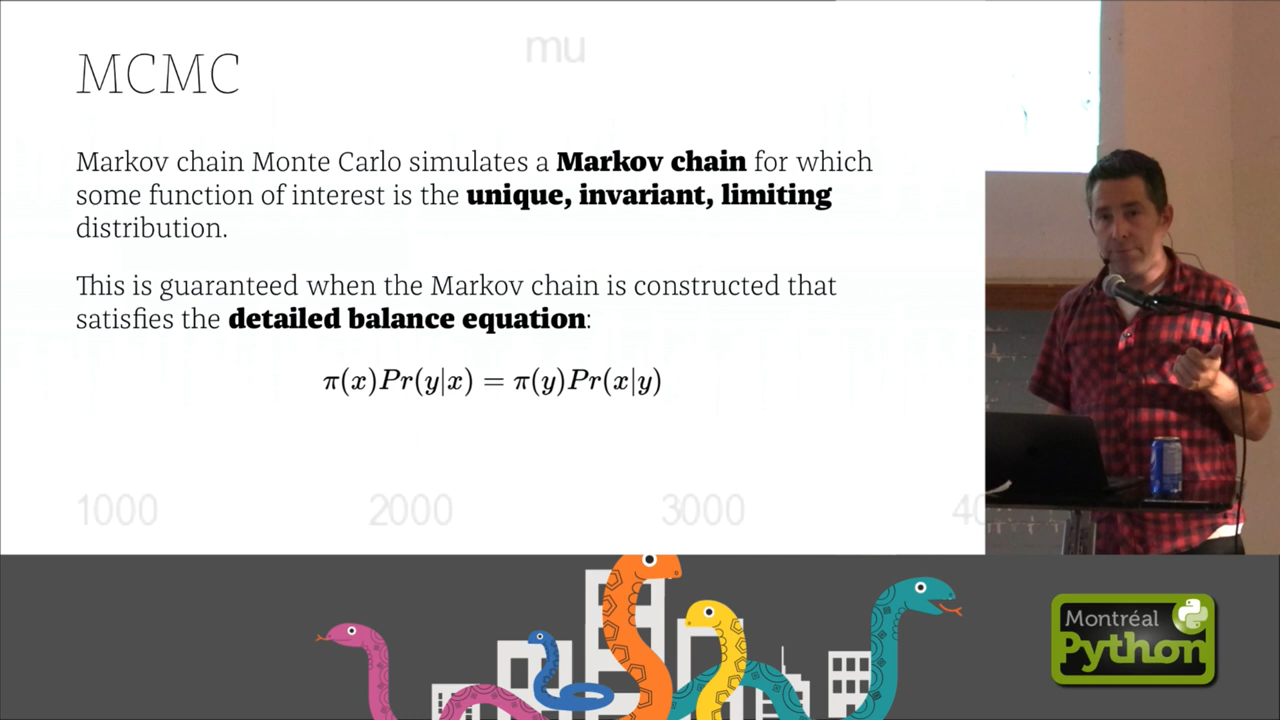 mu
MCMC
Markov chain Monte Carlo simulates a Markov chain for which
some function of interest is the unique, invariant, limiting
distribution.
This is guaranteed when the Markov chain is constructed that
satisfies the detailed balance equation:
π(x)Pr(y|x) = π(y)Pr(x|y)
1000 2000 3000 40
Montréal
Python